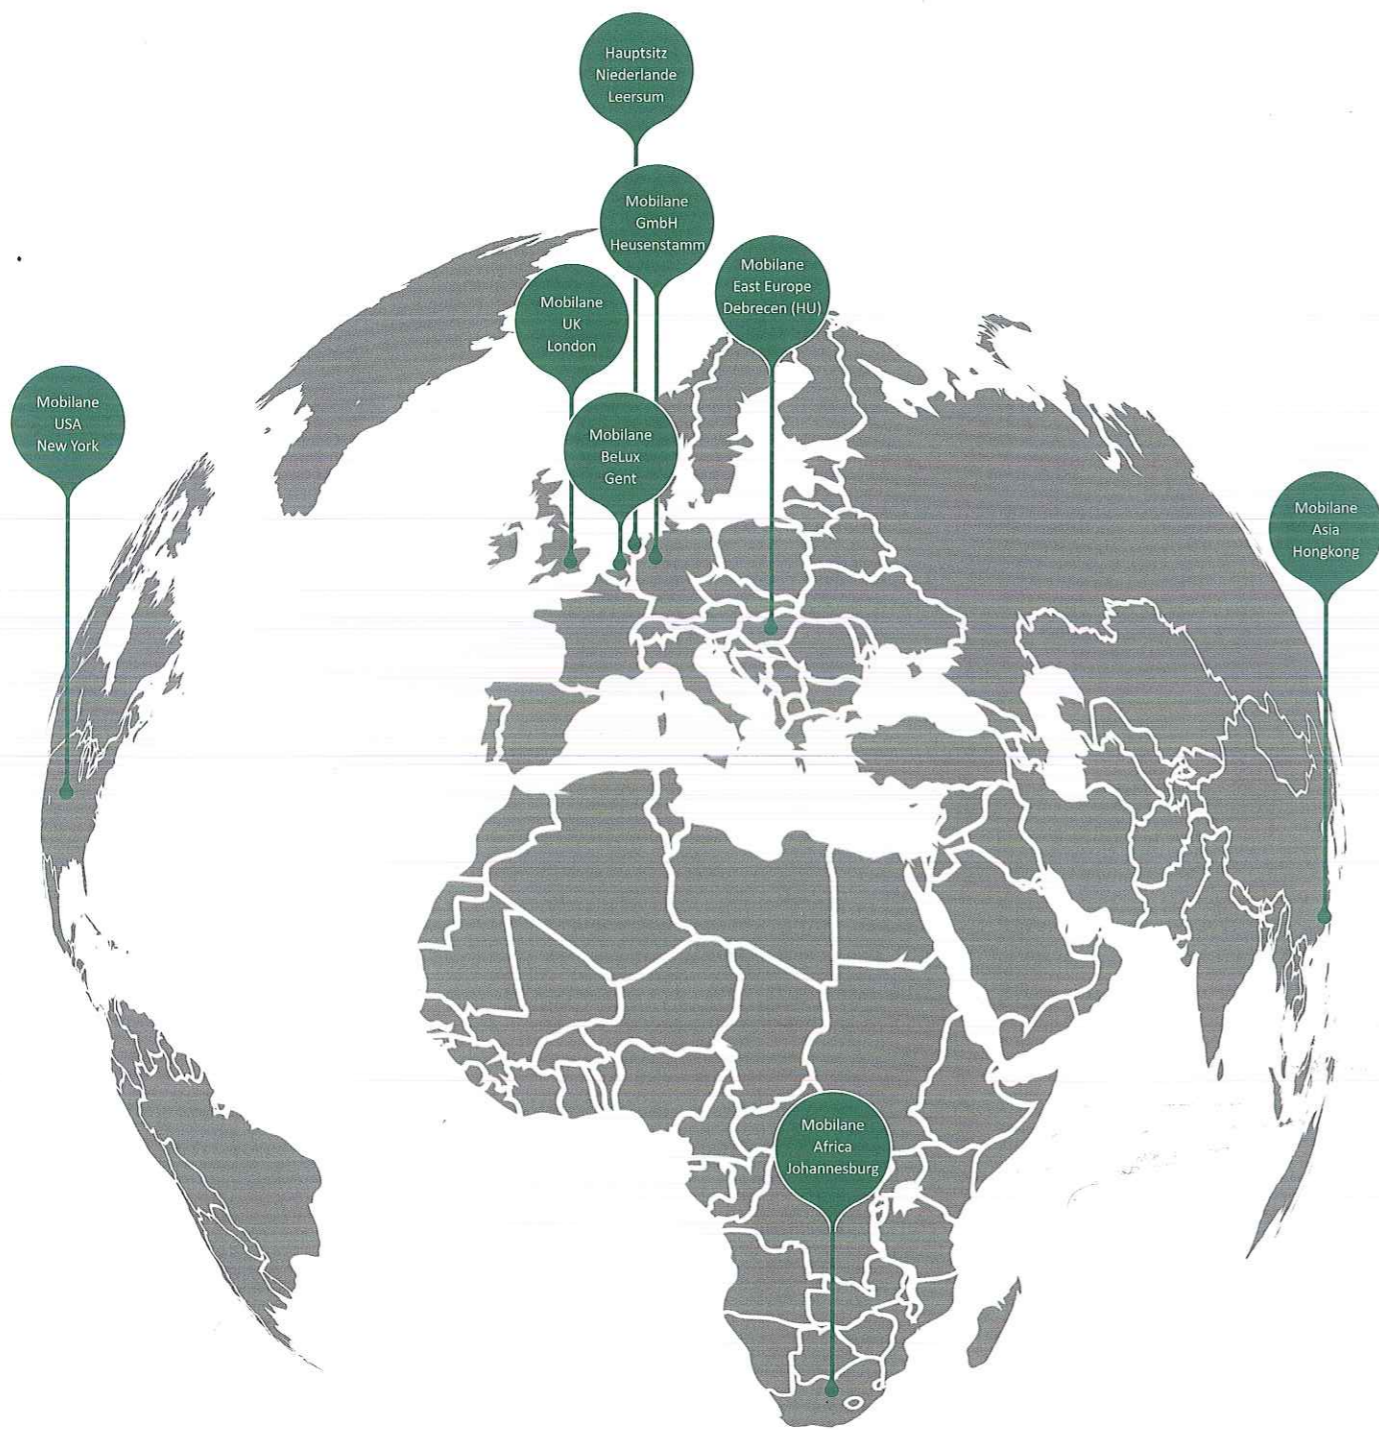 Hauptsitz
Niederlande
Leersum
Mobilane
GmbH
Heusenstamm
Mobilane
East Europe
Debrecen (HU)
Mobilane
UK
London
Mobilane
USA
New York
Mobilane
BeLux
Gent
Mobilane
Asia
Hongkong
Mobilane
Africa
Johannesburg